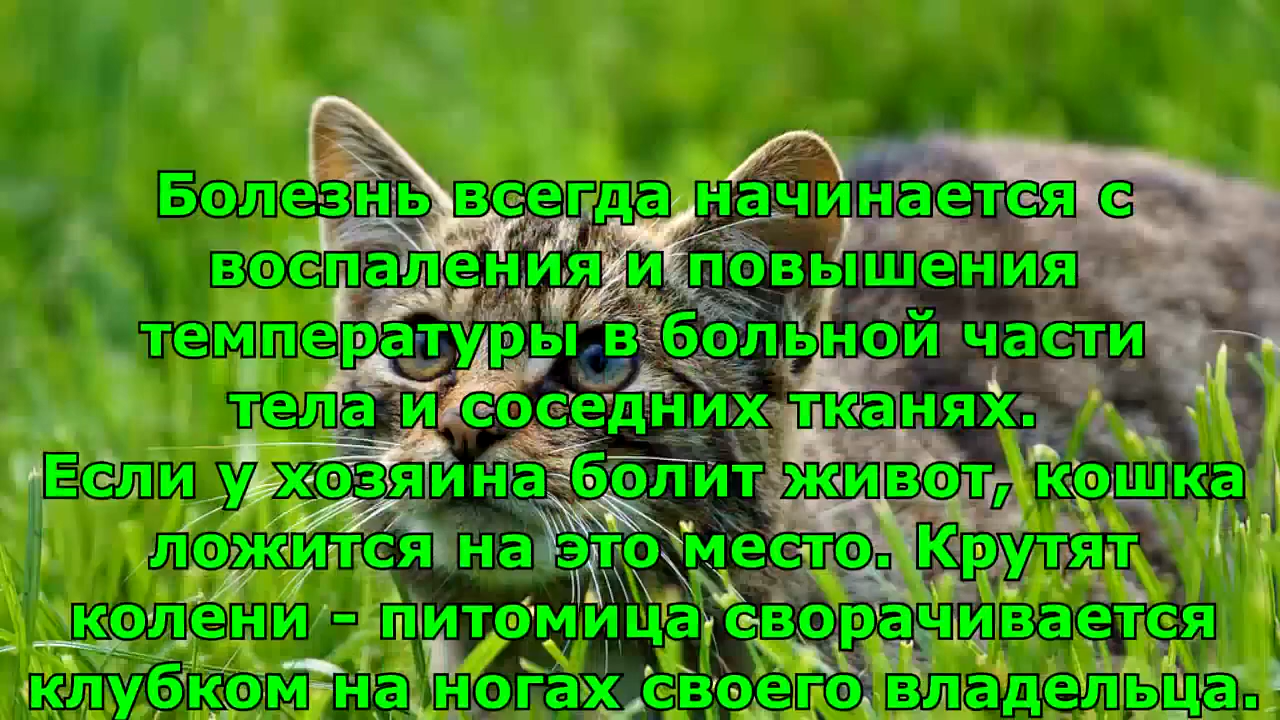 Болезнь всегда начинается с
воспаления и повышения
температуры в больной части
тела и соседних тканях.
Если у хозяина болит живот, кошка
ложится на это место. Крутят
колени - питомица сворачивается
клубком на ногах своего владельца.